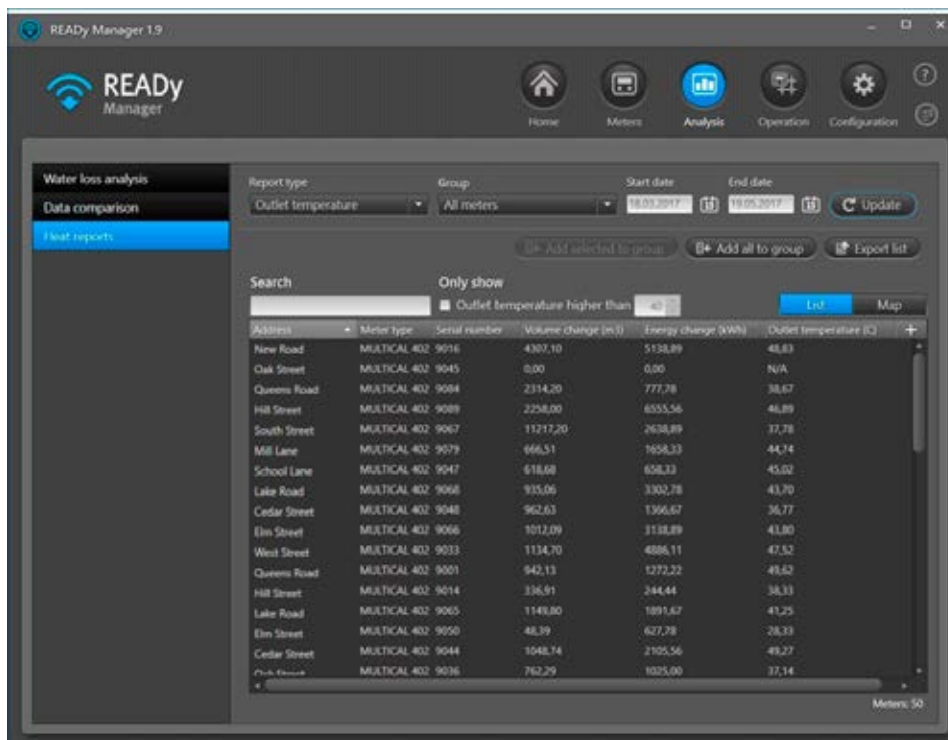 READy Manager 1.9
READy
Manager
Home Meters Analysis Operation Configuration
Water loss analysis
Data comparison
Heat reports
Report type Group Start date End date
Outlet temperature All meters 18.03.2017 19.05.2017 Update
Add selected to group Add all to group Export list
Search Only show
Outlet temperature higher than 40
List Map
Address Meter type Serial number Volume change (m3) Energy change (kWh) Outlet temperature (C) +
New Road MULTICAL 402 9016 4307,10 5138,89 48,83
Oak Street MULTICAL 402 9045 0,00 0,00 N/A
Queens Road MULTICAL 402 9084 2314,20 777,78 38,67
Hill Street MULTICAL 402 9089 2258,00 6555,56 46,89
South Street MULTICAL 402 9067 11217,20 2638,89 37,78
Mill Lane MULTICAL 402 9079 666,51 1658,33 44,74
School Lane MULTICAL 402 9047 618,68 658,33 45,02
Lake Road MULTICAL 402 9068 935,06 3302,78 43,70
Cedar Street MULTICAL 402 9048 962,63 1366,67 36,77
Elm Street MULTICAL 402 9066 1012,09 3138,89 43,80
West Street MULTICAL 402 9033 1134,70 4886,11 47,52
Queens Road MULTICAL 402 9001 942,13 1272,22 49,62
Hill Street MULTICAL 402 9014 336,91 244,44 38,33
Lake Road MULTICAL 402 9065 1149,80 1891,67 41,25
Elm Street MULTICAL 402 9050 48,39 627,78 28,33
Cedar Street MULTICAL 402 9044 1048,74 2105,56 49,27
Oak Street MULTICAL 402 9036 762,29 1025,00 37,14
Meters: 50